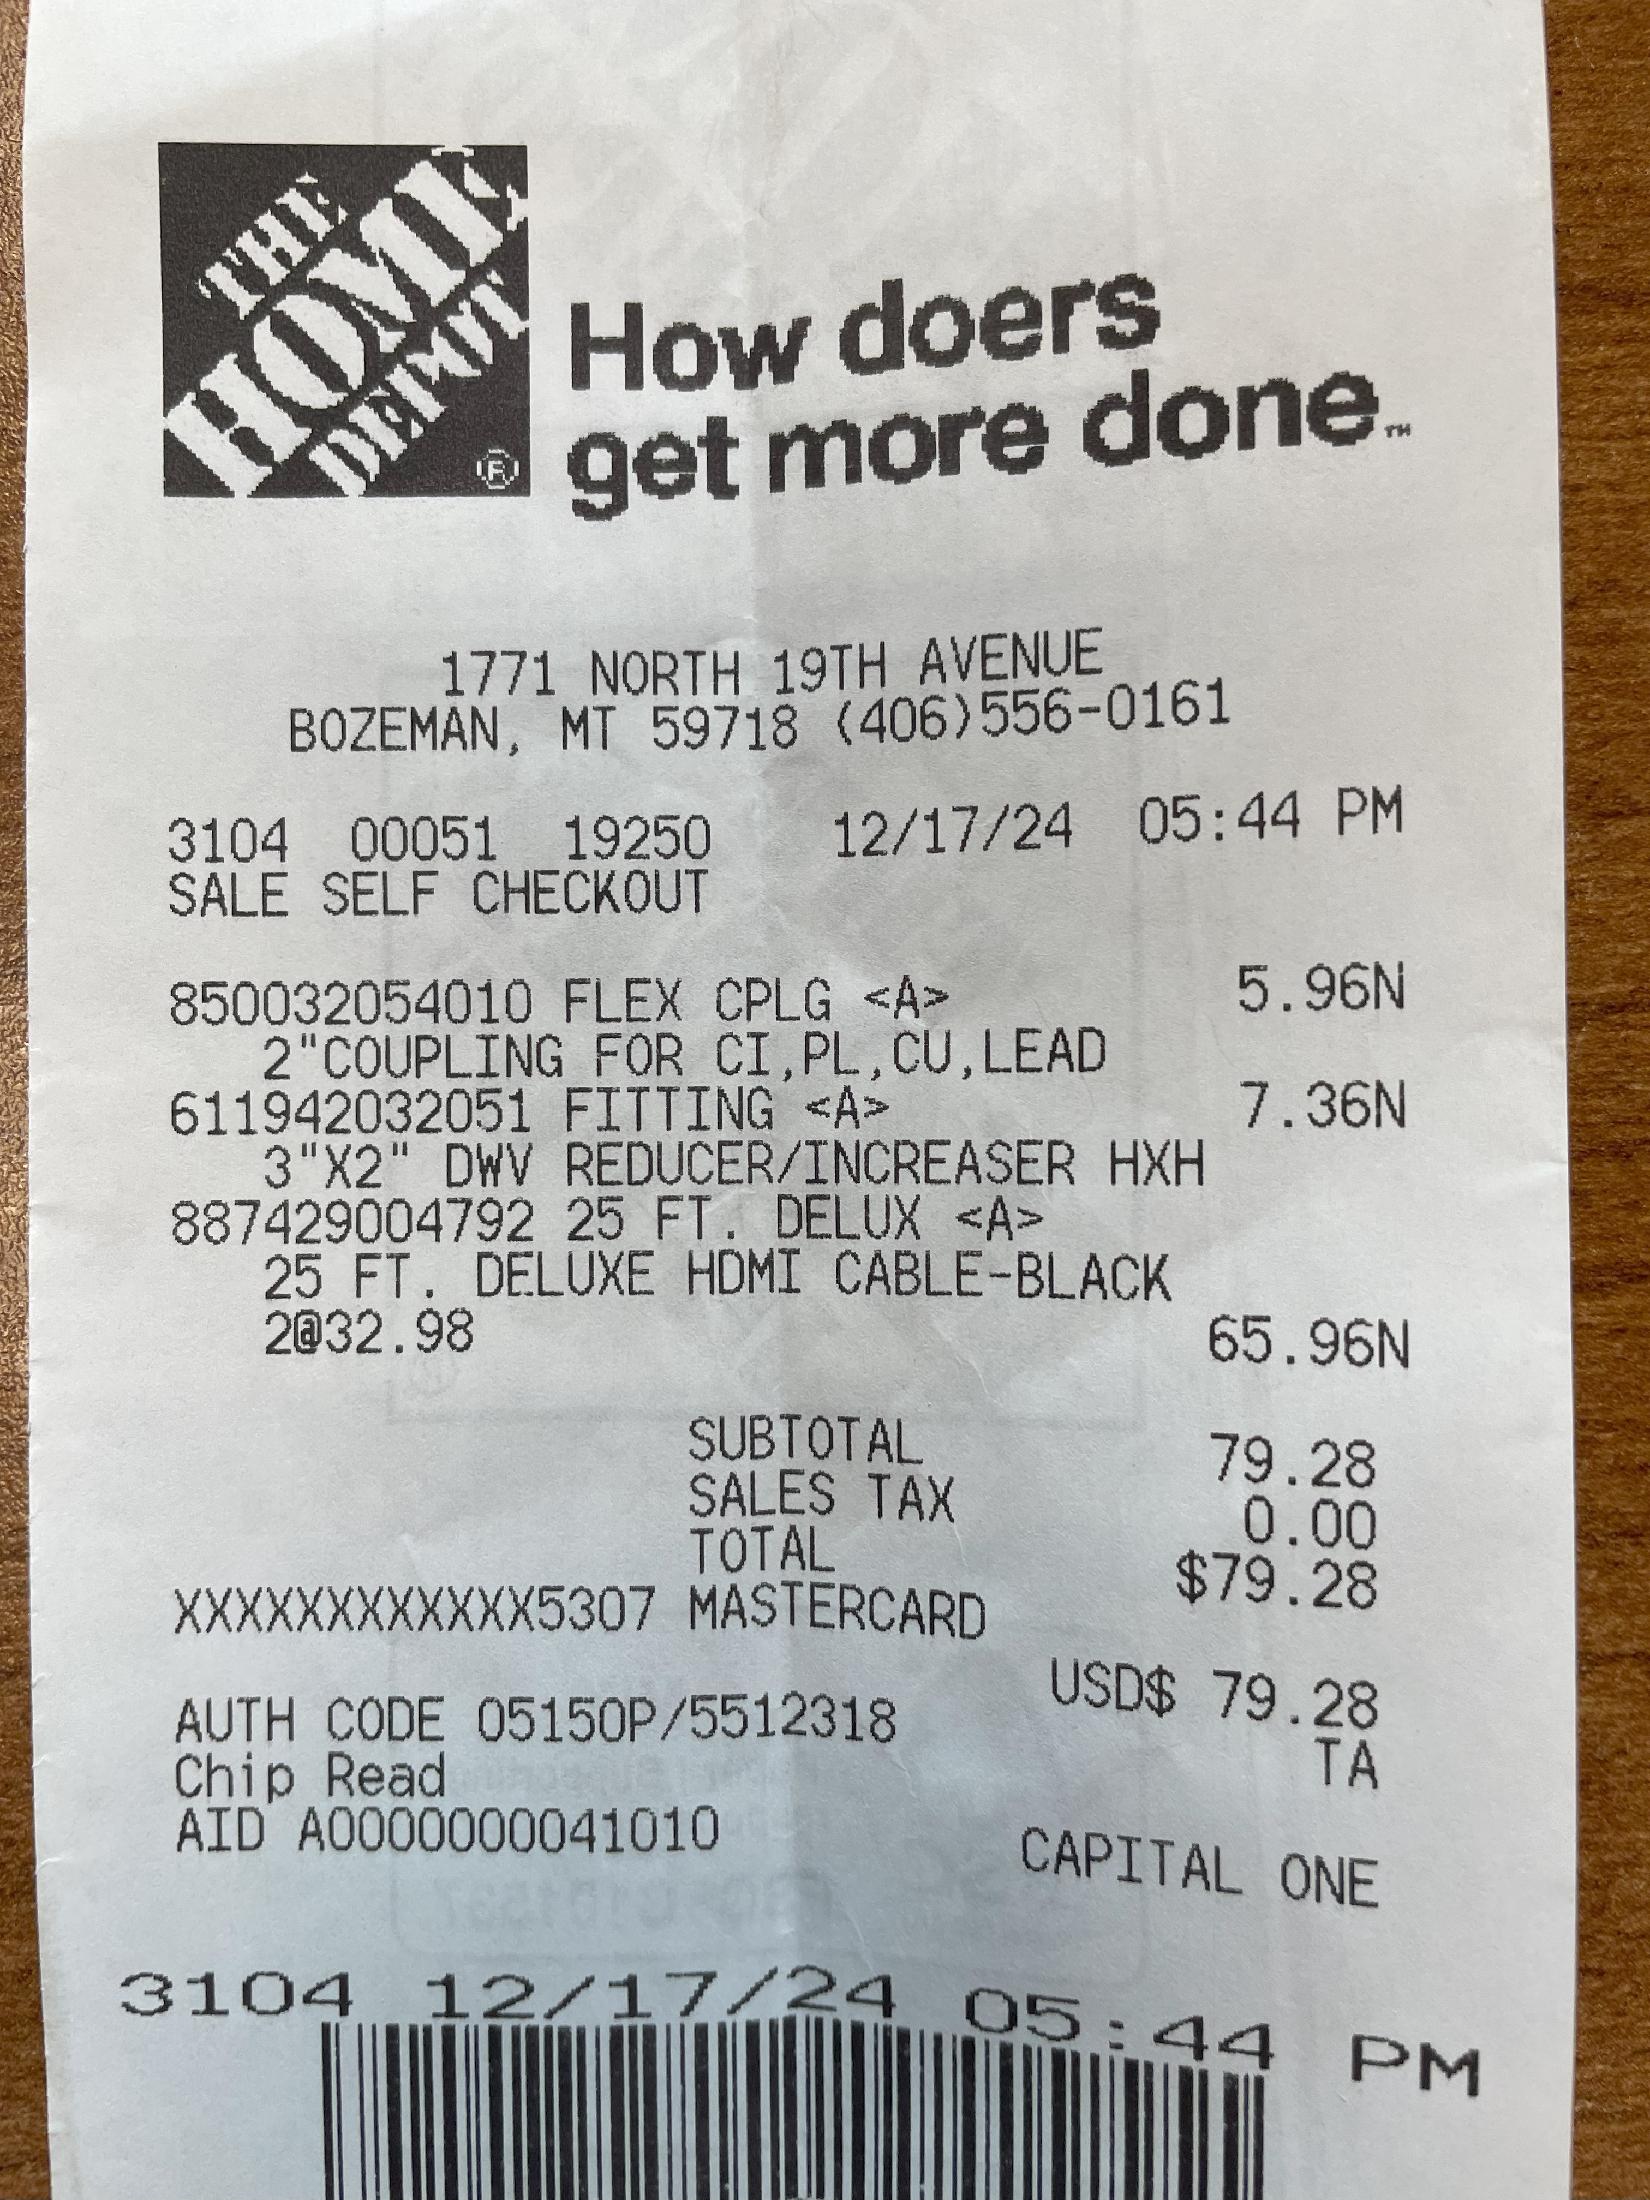 THE
HOME
DEPOT
®
How doers
get more done™
1771 NORTH 19TH AVENUE
BOZEMAN, MT 59718 (406)556-0161
3104 00051 19250 12/17/24 05:44 PM
SALE SELF CHECKOUT
850032054010 FLEX CPLG <A> 5.96N
2"COUPLING FOR CI,PL,CU,LEAD
611942032051 FITTING <A> 7.36N
3"X2" DWV REDUCER/INCREASER HXH
887429004792 25 FT. DELUX <A>
25 FT. DELUXE HDMI CABLE-BLACK
2@32.98 65.96N
SUBTOTAL 79.28
SALES TAX 0.00
TOTAL $79.28
XXXXXXXXXXXX5307 MASTERCARD
USD$ 79.28
AUTH CODE 05150P/5512318 TA
Chip Read
AID A0000000041010 CAPITAL ONE
3104 12/17/24 05:44 PM